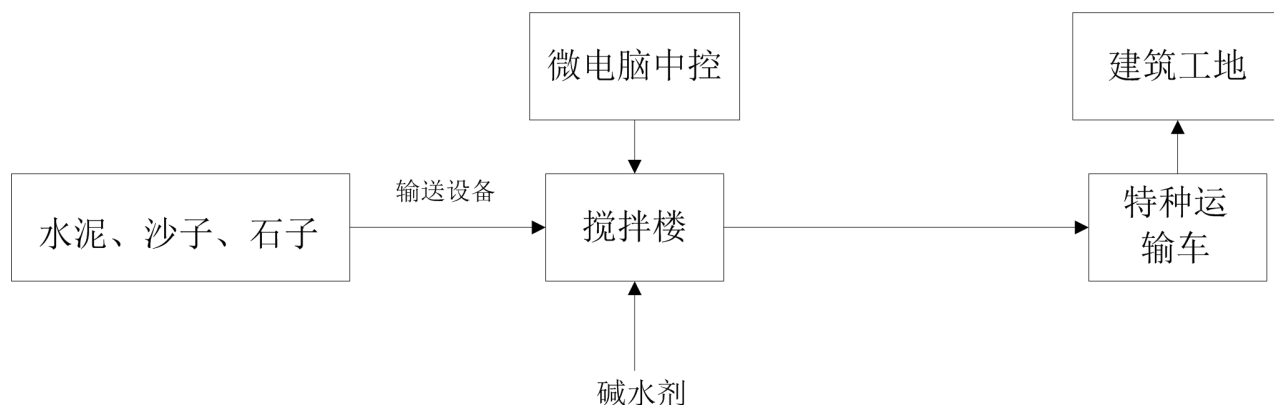 微电脑中控
建筑工地
水泥、沙子、石子
输送设备
搅拌楼
特种运
输车
碱水剂